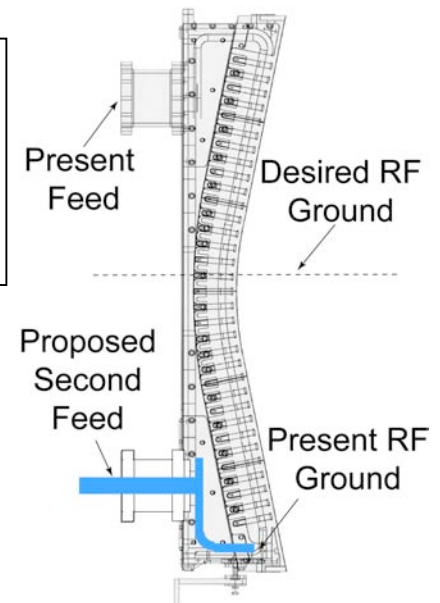 Present
Feed
Desired RF
Ground
Proposed
Second
Feed
Present RF
Ground